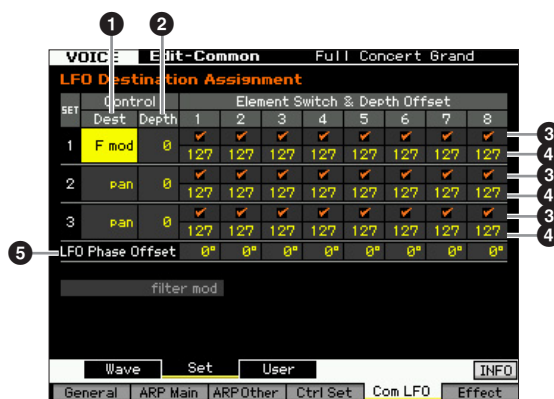 1 2
VOICE Edit-Common Full Concert Grand
LFO Destination Assignment
SET Control Element Switch & Depth Offset
Dest Depth 1 2 3 4 5 6 7 8
✔ ✔ ✔ ✔ ✔ ✔ ✔ ✔ 3
1 F mod 0 127 127 127 127 127 127 127 127 4
✔ ✔ ✔ ✔ ✔ ✔ ✔ ✔ 3
2 pan 0 127 127 127 127 127 127 127 127 4
✔ ✔ ✔ ✔ ✔ ✔ ✔ ✔ 3
3 pan 0 127 127 127 127 127 127 127 127 4
5 LFO Phase Offset 0° 0° 0° 0° 0° 0° 0° 0°
filter mod
Wave Set User INFO
General ARP Main ARP Other Ctrl Set Com LFO Effect